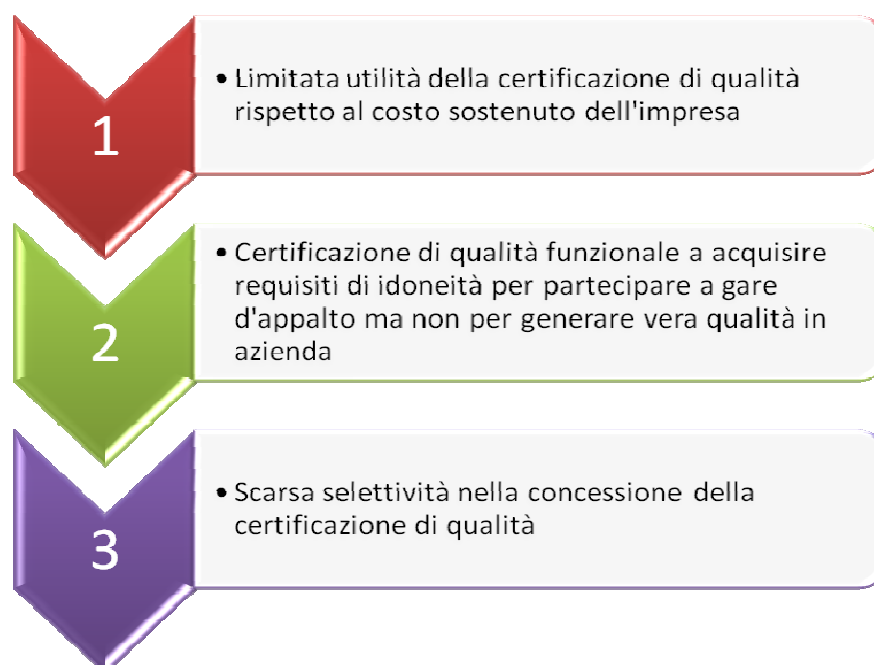 1
• Limitata utilità della certificazione di qualità
rispetto al costo sostenuto dell'impresa
2
• Certificazione di qualità funzionale a acquisire
requisiti di idoneità per partecipare a gare
d'appalto ma non per generare vera qualità in
azienda
3
• Scarsa selettività nella concessione della
certificazione di qualità